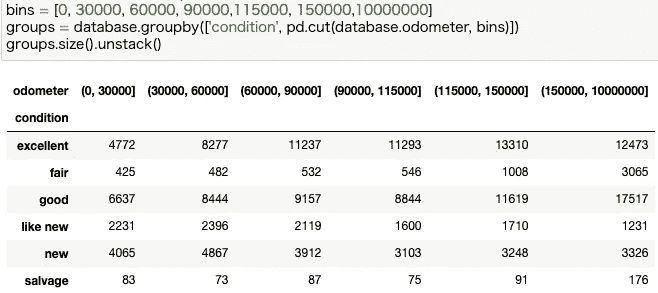 bins = [0, 30000, 60000, 90000,115000, 150000,10000000]
groups = database.groupby(['condition', pd.cut(database.odometer, bins)])
groups.size().unstack()
odometer (0, 30000] (30000, 60000] (60000, 90000] (90000, 115000] (115000, 150000] (150000, 10000000]
condition
excellent 4772 8277 11237 11293 13310 12473
fair 425 482 532 546 1008 3065
good 6637 8444 9157 8844 11619 17517
like new 2231 2396 2119 1600 1710 1231
new 4065 4867 3912 3103 3248 3326
salvage 83 73 87 75 91 176